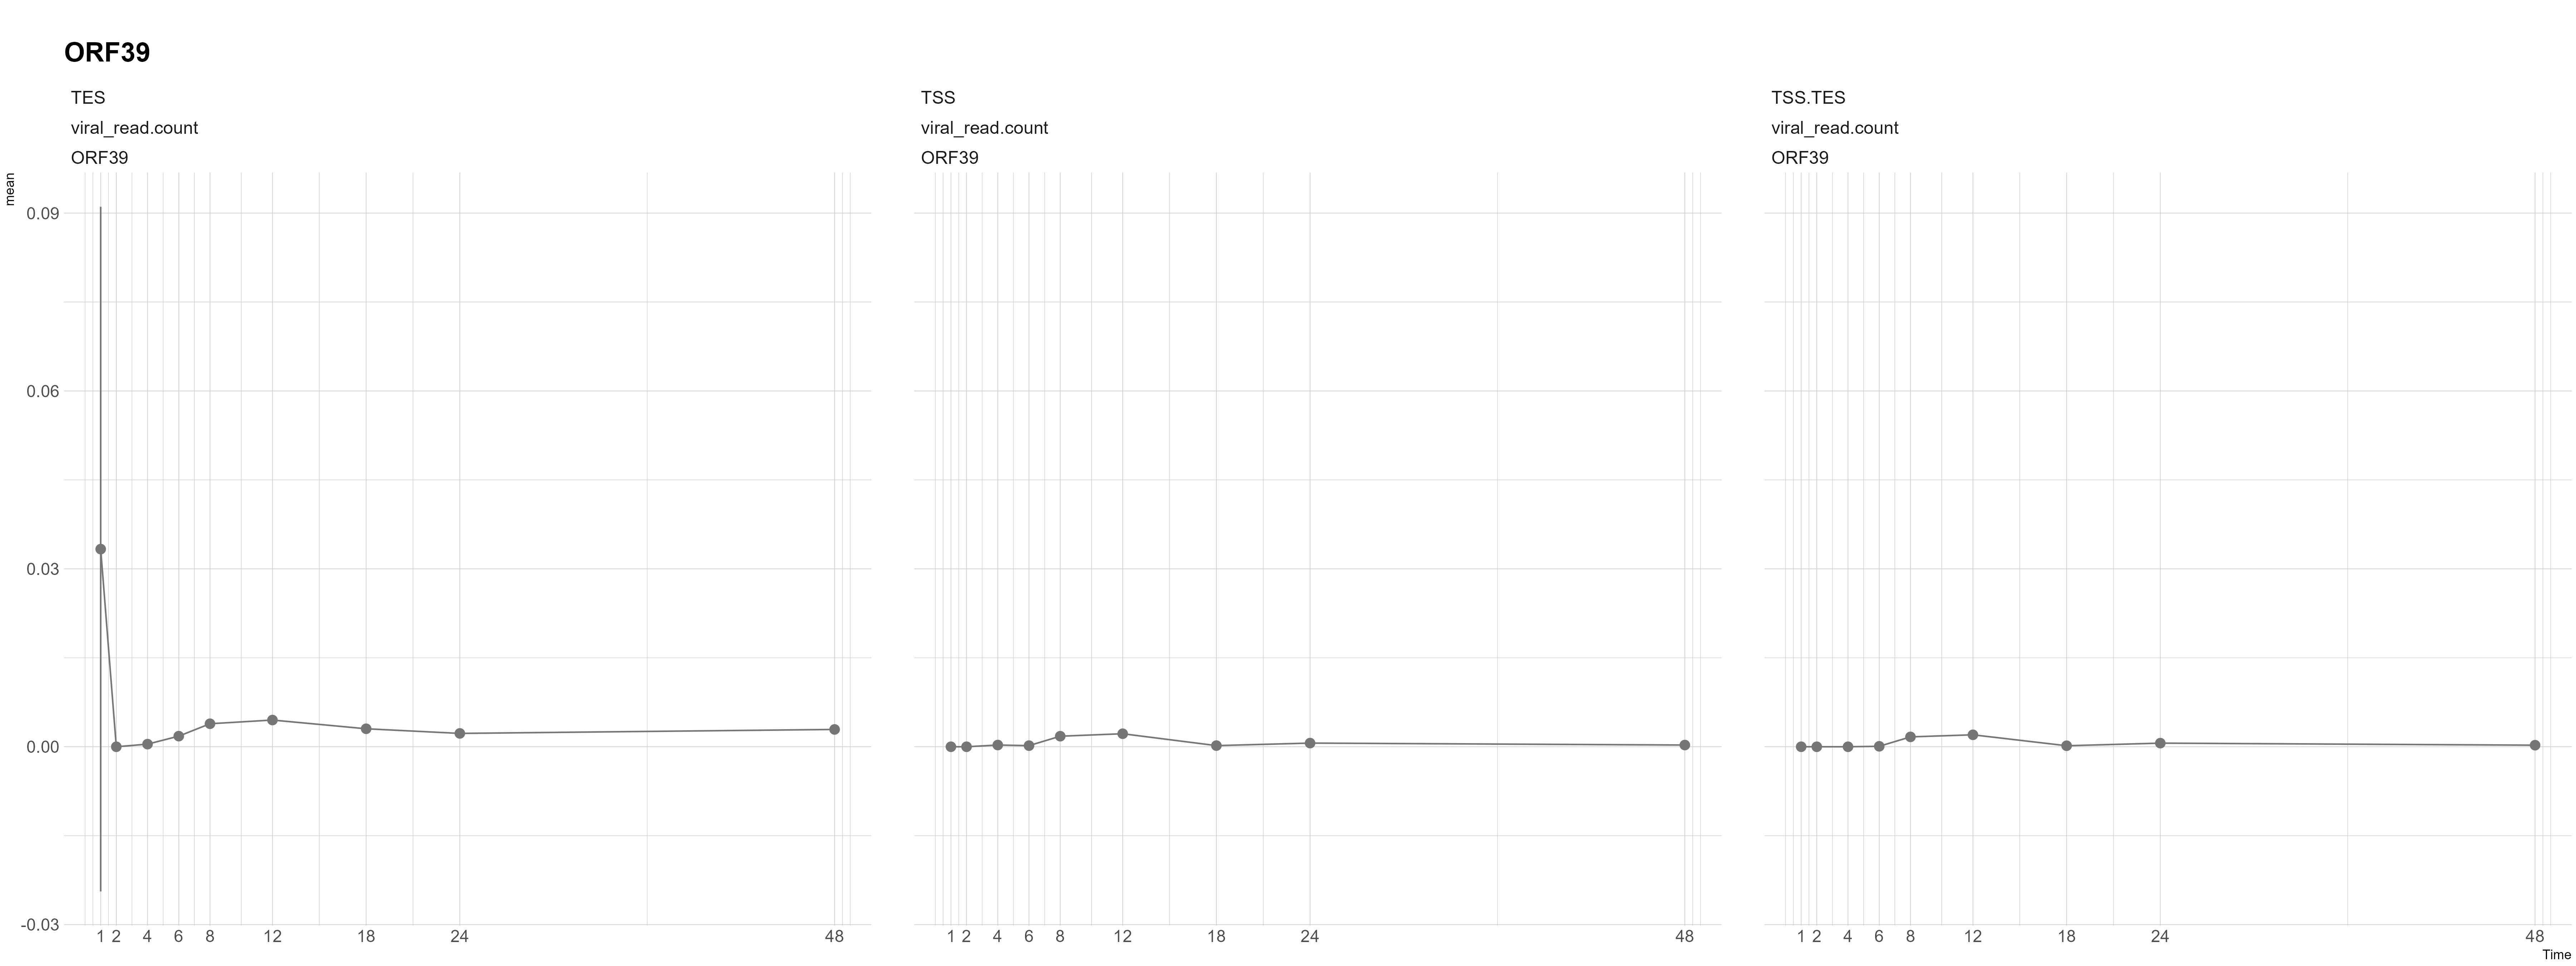 ORF39
TES
viral_read.count
ORF39
TSS
viral_read.count
ORF39
TSS.TES
viral_read.count
ORF39
mean
0.09
0.06
0.03
0.00
-0.03
1 2 4 6 8 12 18 24 48
1 2 4 6 8 12 18 24 48
1 2 4 6 8 12 18 24 48
Time